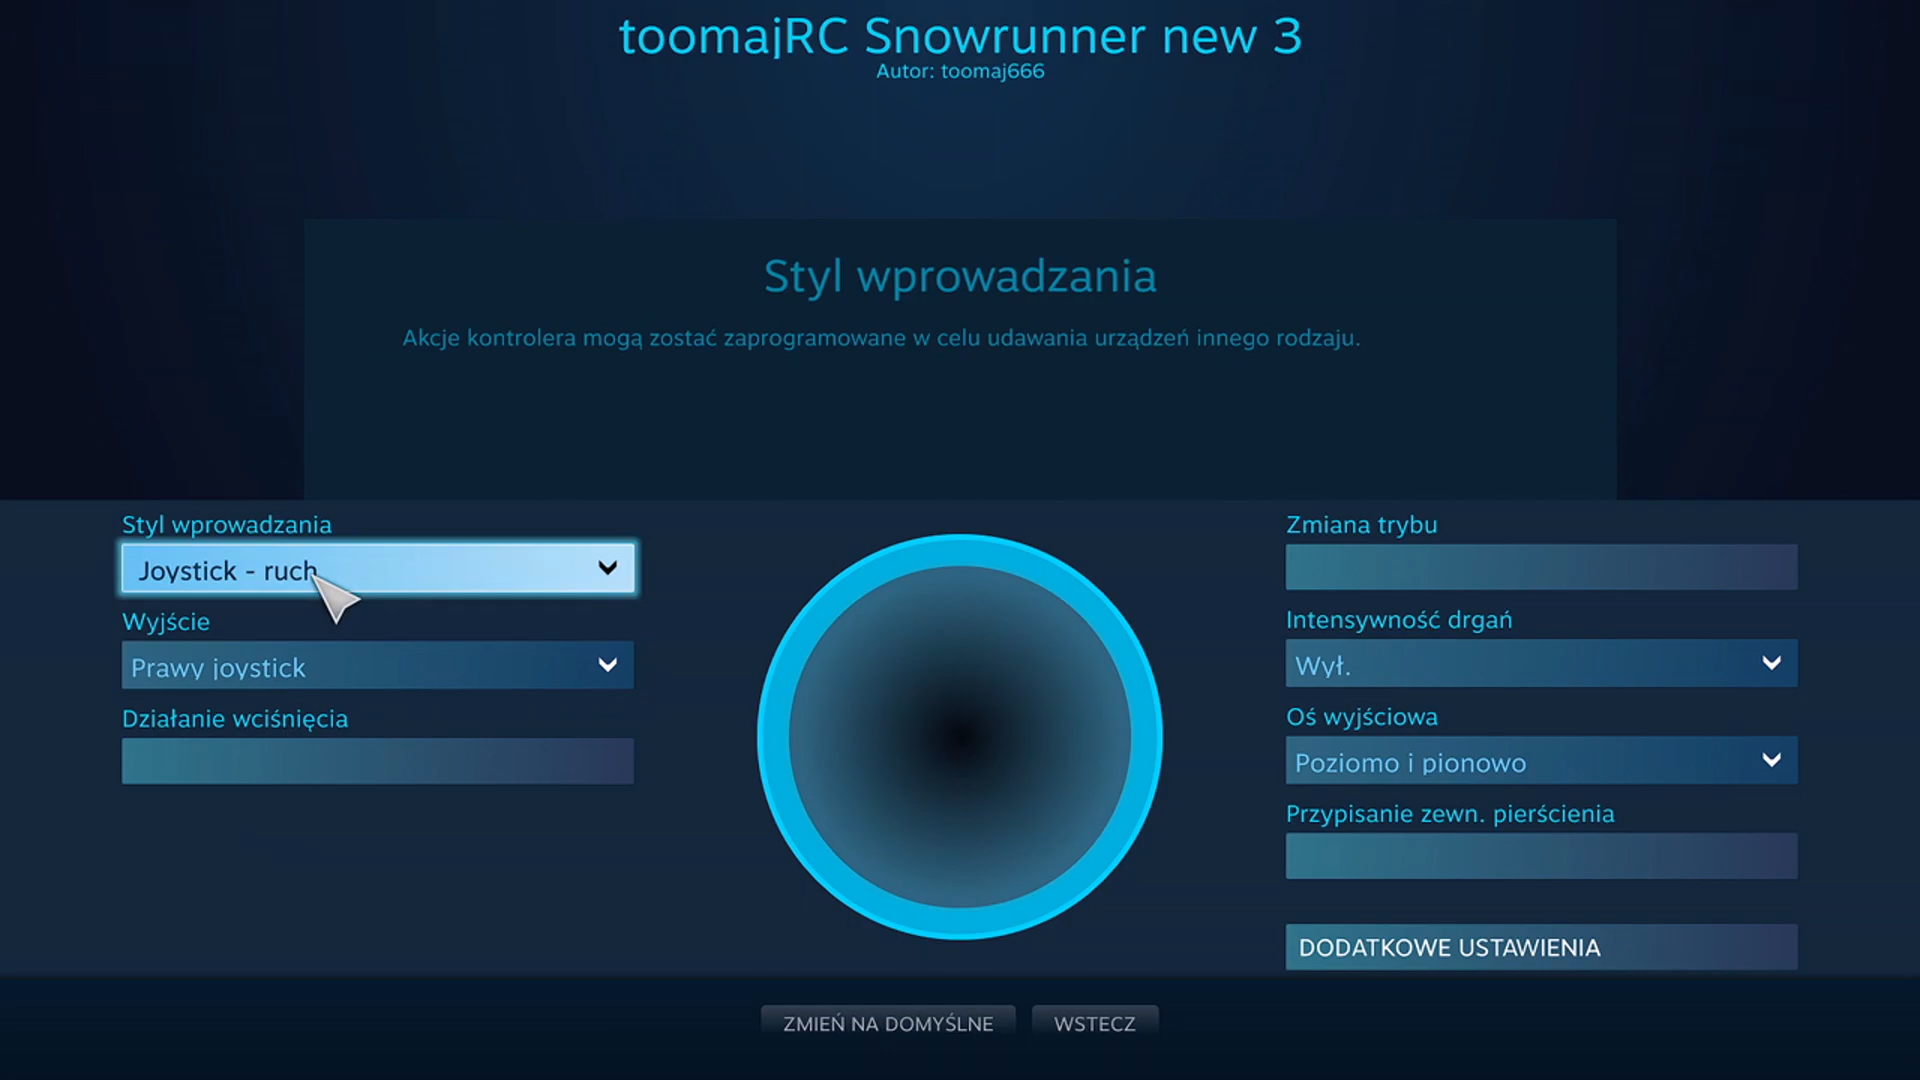 toomajRC Snowrunner new 3
Autor: toomaj666
Styl wprowadzania
Akcje kontrolera mogą zostać zaprogramowane w celu udawania urządzeń innego rodzaju.
Styl wprowadzania
Joystick - ruch
Wyjście
Prawy joystick
Działanie wciśnięcia
Zmiana trybu
Intensywność drgań
Wył.
Oś wyjściowa
Poziomo i pionowo
Przypisanie zewn. pierścienia
DODATKOWE USTAWIENIA
ZMIEŃ NA DOMYŚLNE
WSTECZ